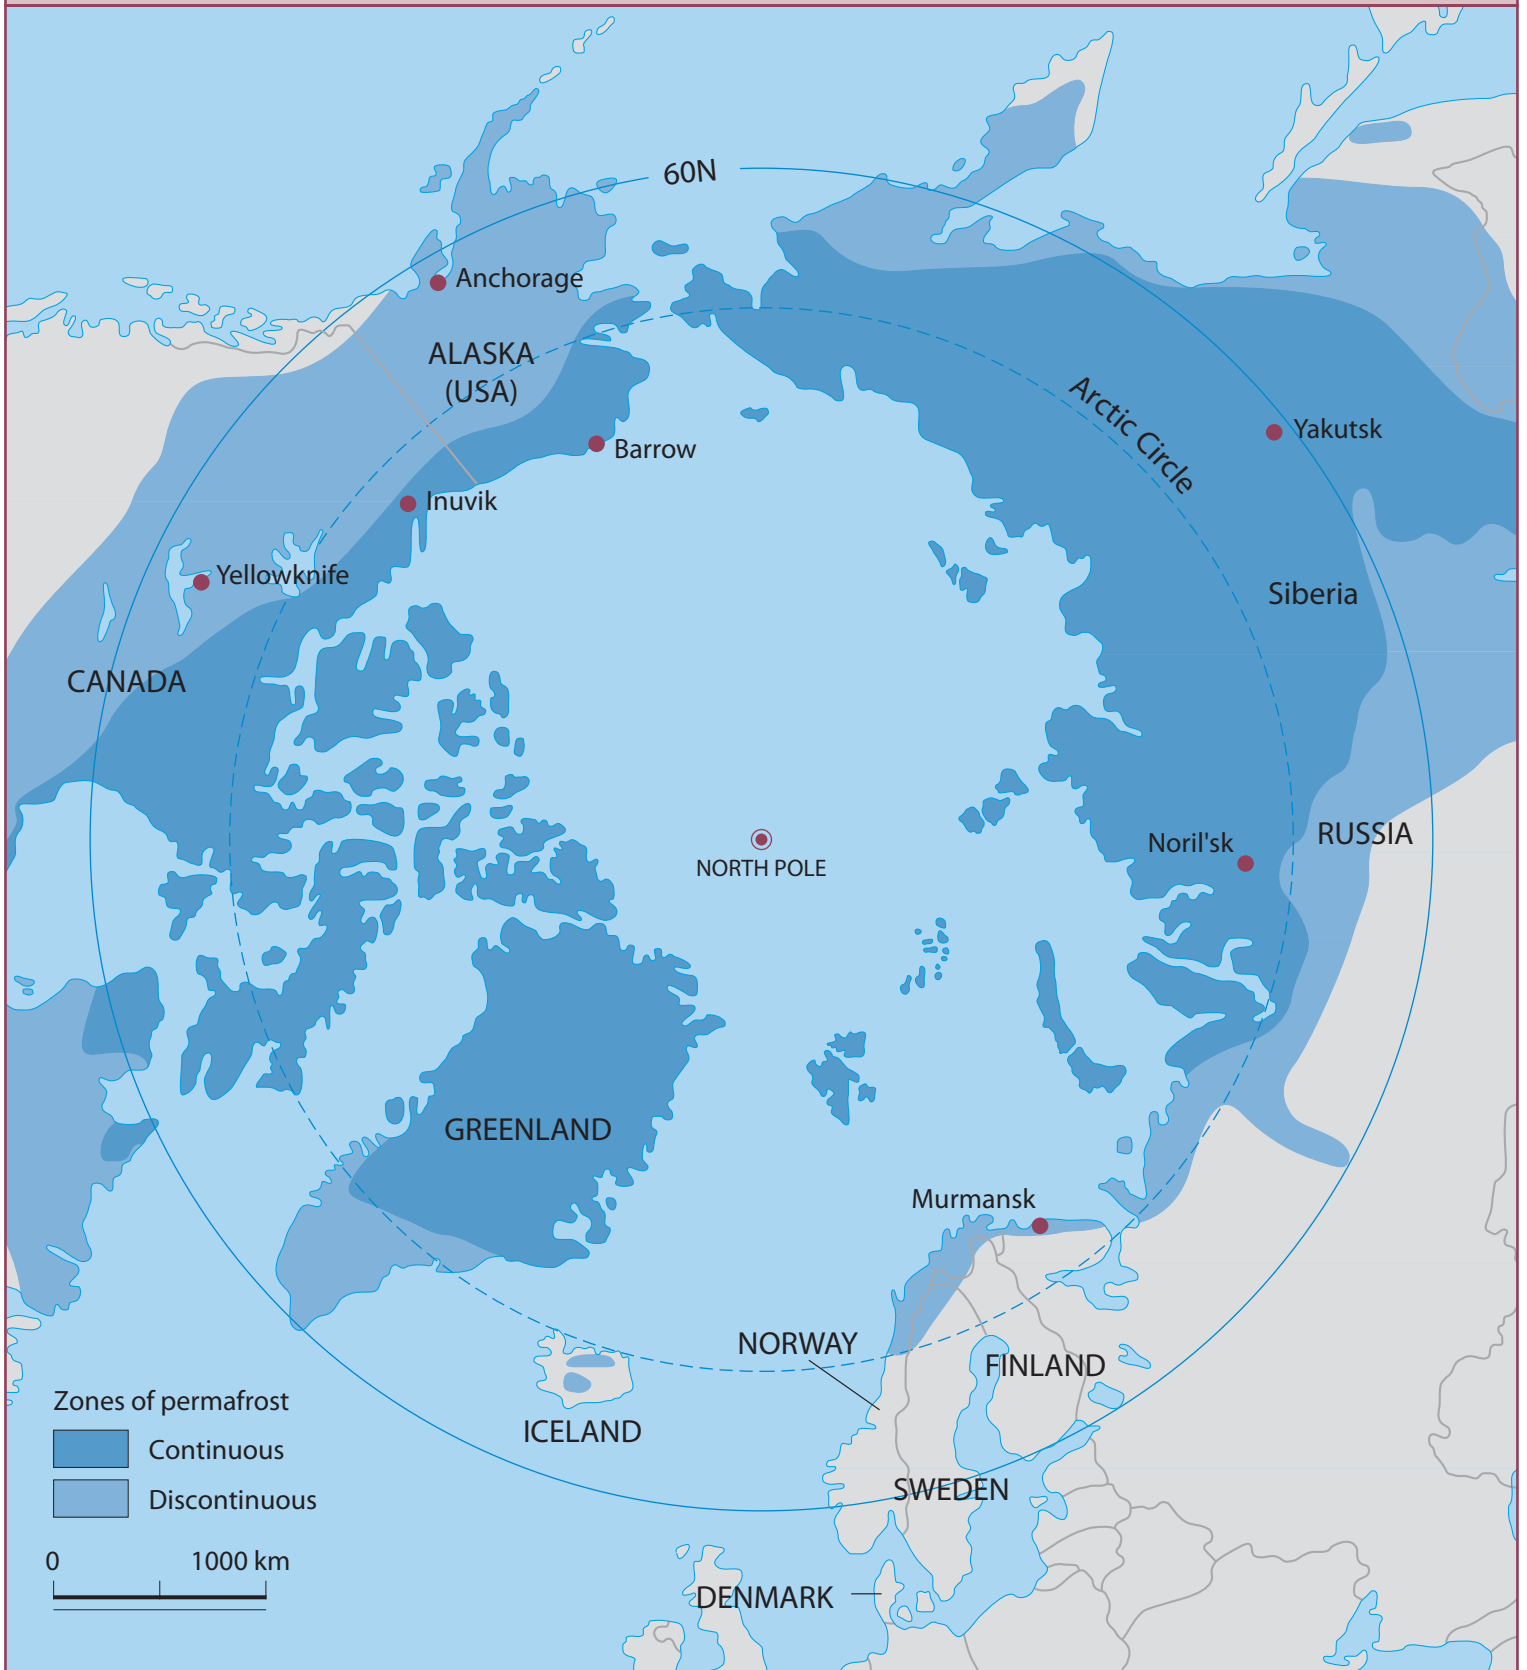 60N
Anchorage
ALASKA
(USA)
Arctic Circle
Yakutsk
Barrow
Inuvik
Yellowknife
Siberia
CANADA
Noril'sk
RUSSIA
NORTH POLE
GREENLAND
Murmansk
NORWAY
FINLAND
ICELAND
SWEDEN
DENMARK
Zones of permafrost
Continuous
Discontinuous
0 1000 km